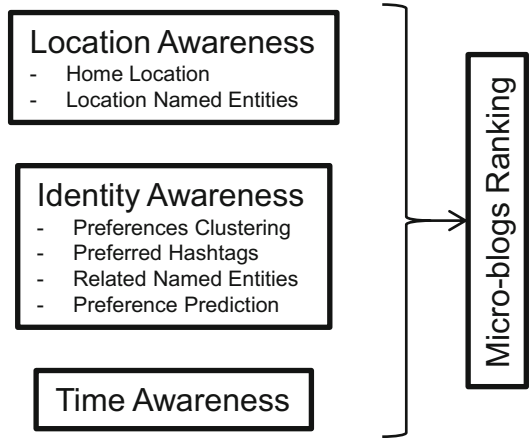 Location Awareness
- Home Location
- Location Named Entities
Identity Awareness
- Preferences Clustering
- Preferred Hashtags
- Related Named Entities
- Preference Prediction
Time Awareness
Micro-blogs Ranking